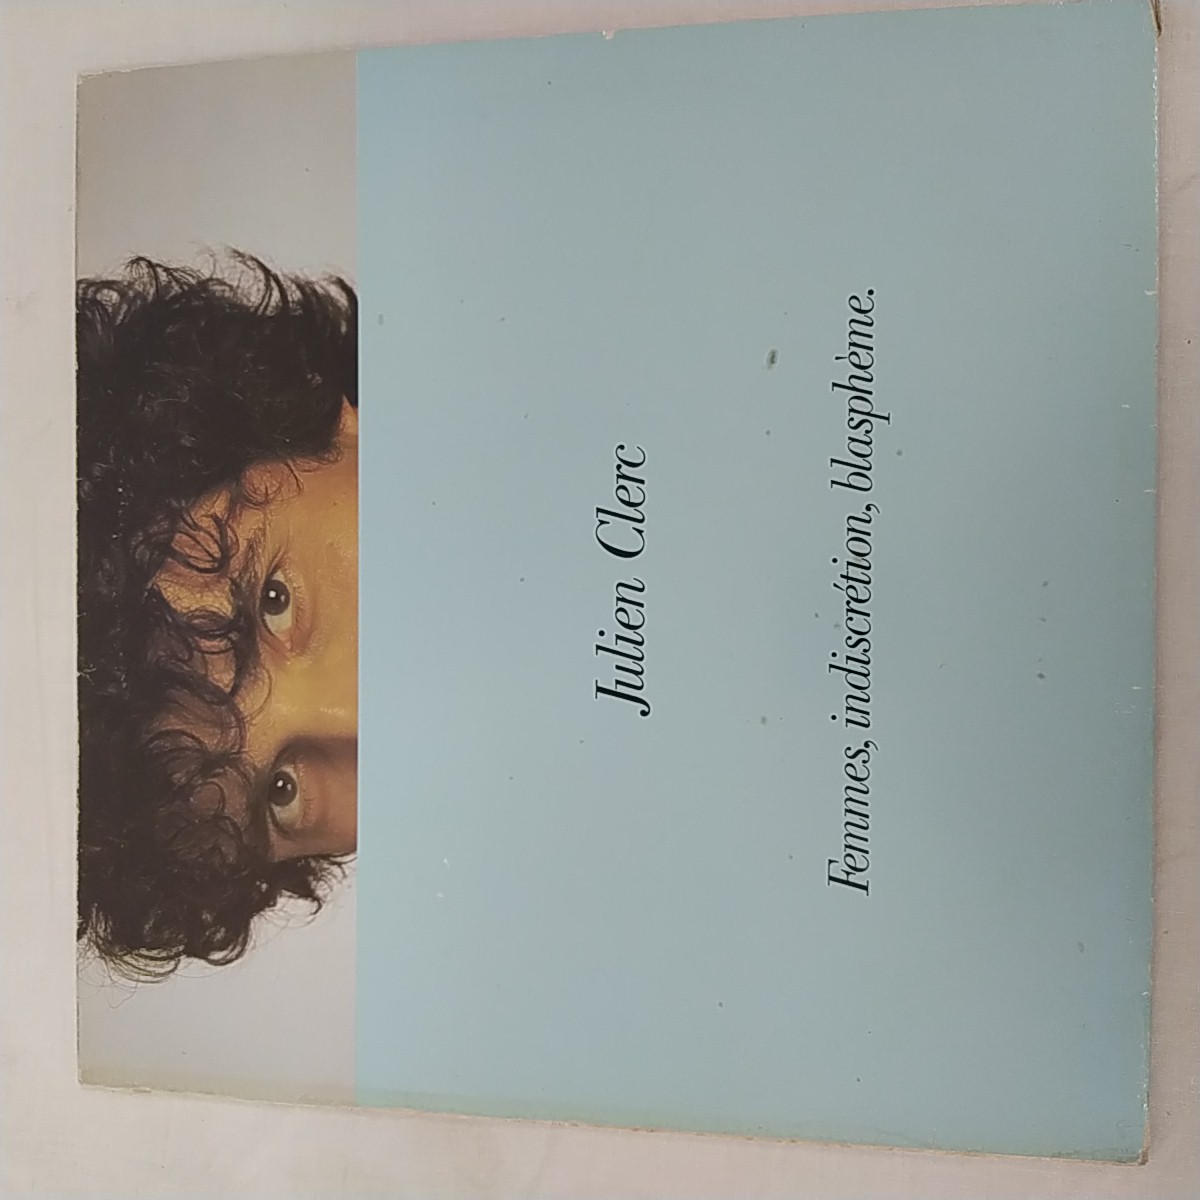 Julien Clerc
Femmes, indiscrétion, blasphème.